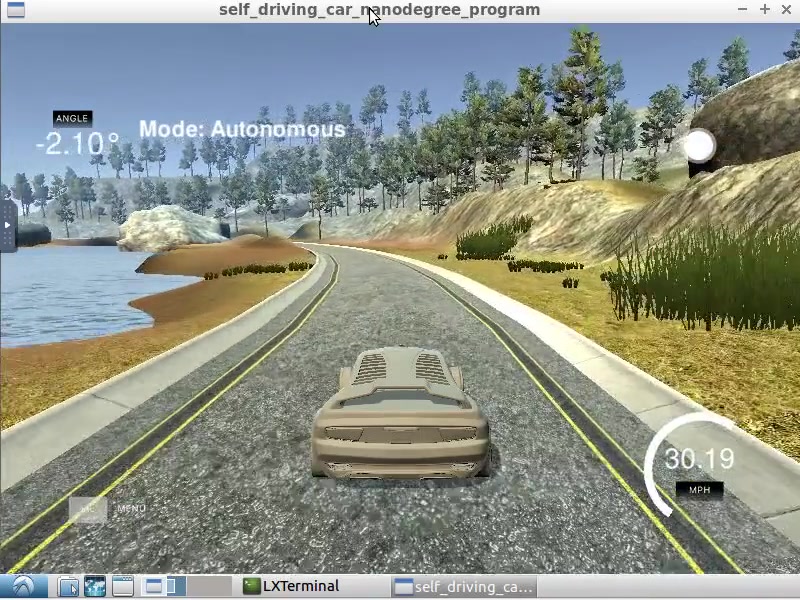 self_driving_car_nanodegree_program
ANGLE
-2.10°
Mode: Autonomous
30.19
MPH
MENU
LXTerminal
self_driving_ca...